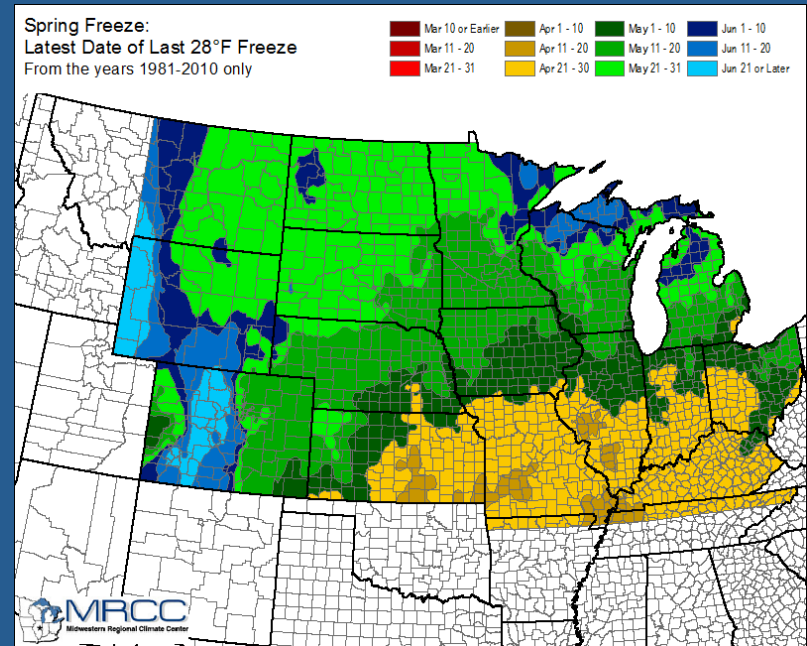 Spring Freeze:
Latest Date of Last 28°F Freeze
From the years 1981-2010 only
Mar 10 or Earlier
Mar 11 - 20
Mar 21 - 31
Apr 1 - 10
Apr 11 - 20
Apr 21 - 30
May 1 - 10
May 11 - 20
May 21 - 31
Jun 1 - 10
Jun 11 - 20
Jun 21 or Later
MRCC
Midwestern Regional Climate Center